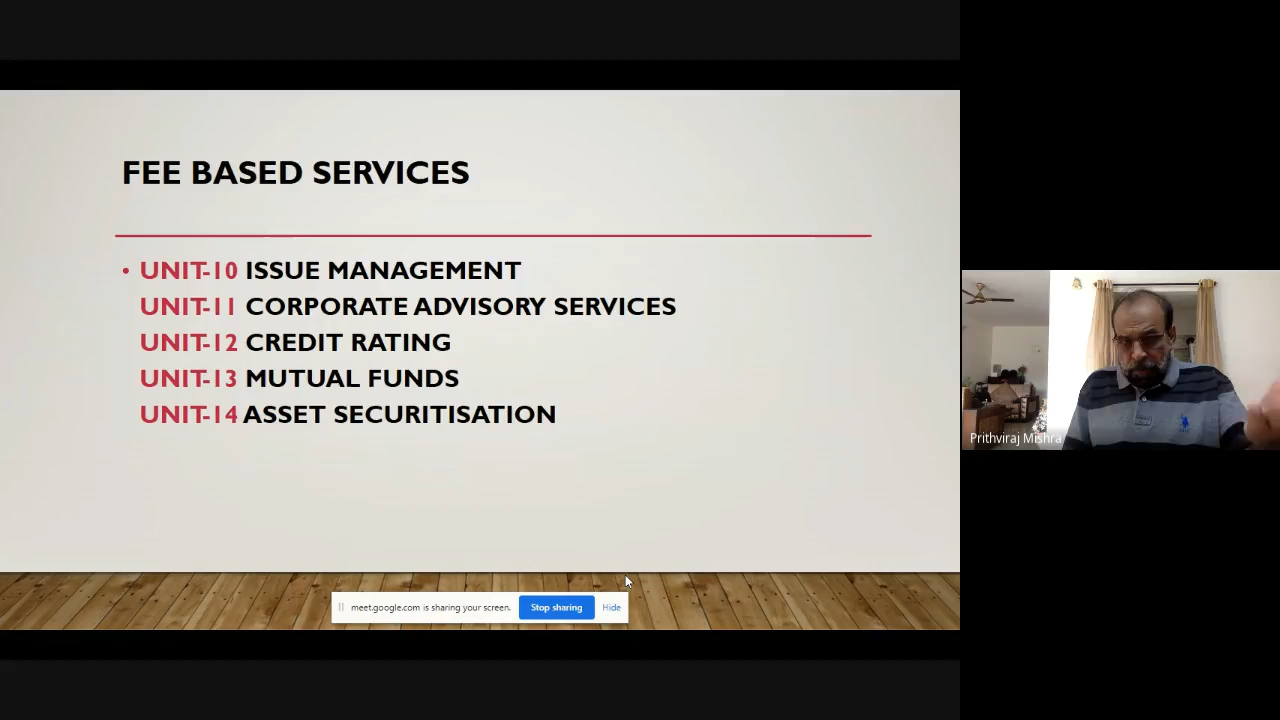 FEE BASED SERVICES
• UNIT-10 ISSUE MANAGEMENT
UNIT-11 CORPORATE ADVISORY SERVICES
UNIT-12 CREDIT RATING
UNIT-13 MUTUAL FUNDS
UNIT-14 ASSET SECURITISATION
Prithviraj Mishra
meet.google.com is sharing your screen. Stop sharing Hide